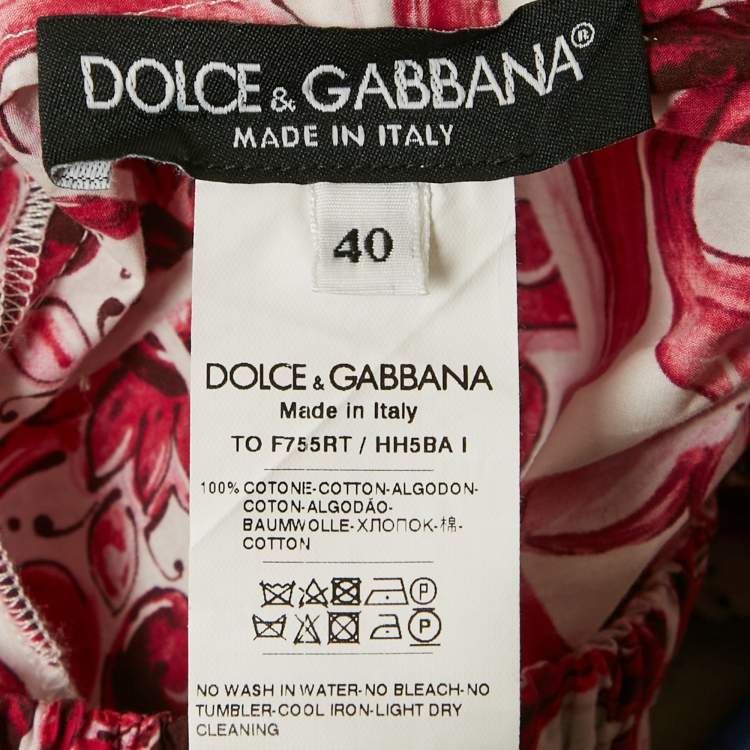 DOLCE & GABBANA®
MADE IN ITALY
40
DOLCE & GABBANA
Made in Italy
TO F755RT / HH5BA I
100% COTONE-COTTON-ALGODON-
COTON-ALGODÃO-
BAUMWOLLE-ХЛОПОК-棉-
COTTON
P
P
NO WASH IN WATER-NO BLEACH-NO
TUMBLER-COOL IRON-LIGHT DRY
CLEANING